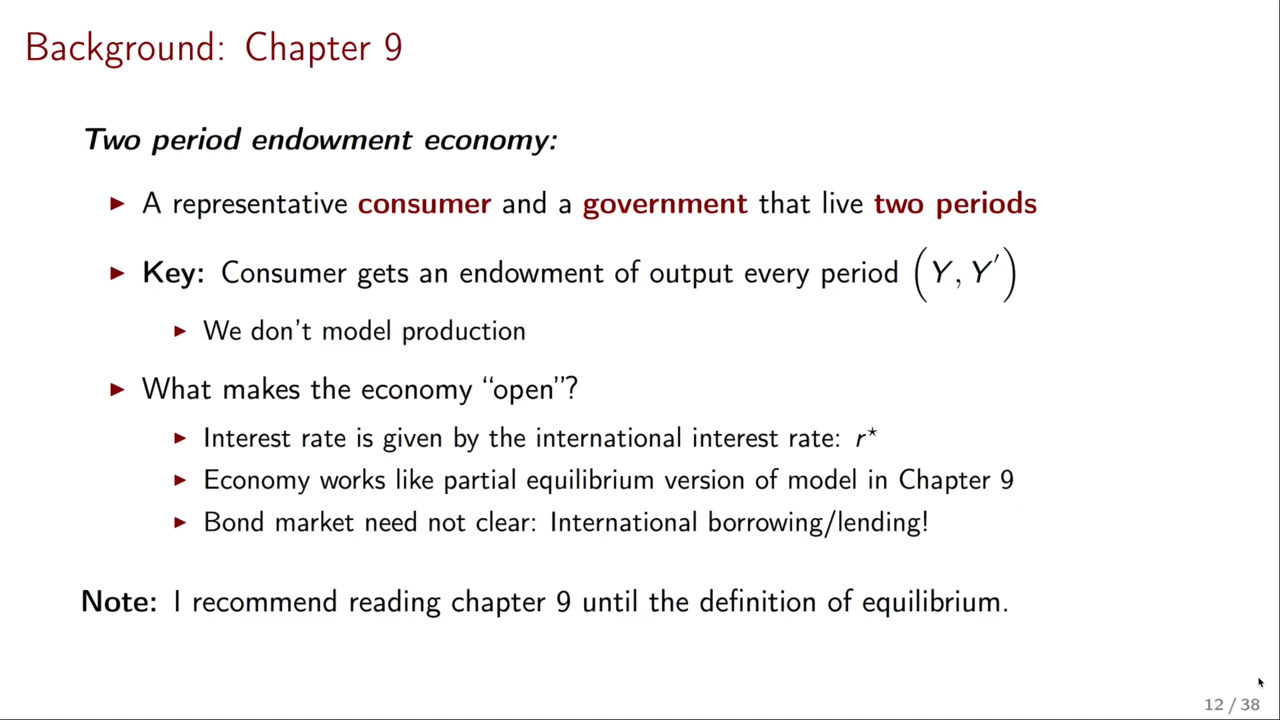 Background: Chapter 9
Two period endowment economy:
▶ A representative consumer and a government that live two periods
▶ Key: Consumer gets an endowment of output every period (Y, Y′)
▶ We don't model production
▶ What makes the economy “open”?
▶ Interest rate is given by the international interest rate: r⋆
▶ Economy works like partial equilibrium version of model in Chapter 9
▶ Bond market need not clear: International borrowing/lending!
Note: I recommend reading chapter 9 until the definition of equilibrium.
12 / 38